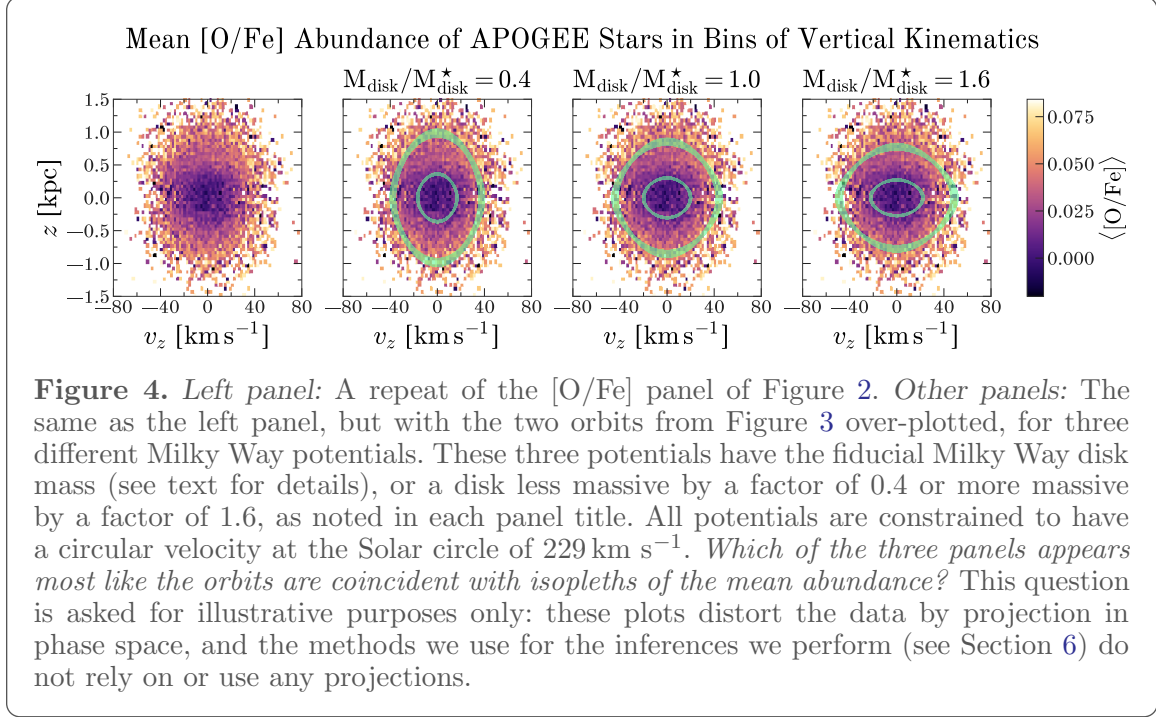 Mean [O/Fe] Abundance of APOGEE Stars in Bins of Vertical Kinematics
M_disk/M★_disk = 0.4
M_disk/M★_disk = 1.0
M_disk/M★_disk = 1.6
1.5
1.0
0.5
0.0
−0.5
−1.0
−1.5
z [kpc]
−80 −40 0 40 80
−80 −40 0 40 80
−80 −40 0 40 80
−80 −40 0 40 80
v_z [km s⁻¹]
v_z [km s⁻¹]
v_z [km s⁻¹]
v_z [km s⁻¹]
0.075
0.050
0.025
0.000
⟨[O/Fe]⟩
Figure 4. Left panel: A repeat of the [O/Fe] panel of Figure 2. Other panels: The
same as the left panel, but with the two orbits from Figure 3 over-plotted, for three
different Milky Way potentials. These three potentials have the fiducial Milky Way disk
mass (see text for details), or a disk less massive by a factor of 0.4 or more massive
by a factor of 1.6, as noted in each panel title. All potentials are constrained to have
a circular velocity at the Solar circle of 229 km s⁻¹. Which of the three panels appears
most like the orbits are coincident with isopleths of the mean abundance? This question
is asked for illustrative purposes only: these plots distort the data by projection in
phase space, and the methods we use for the inferences we perform (see Section 6) do
not rely on or use any projections.